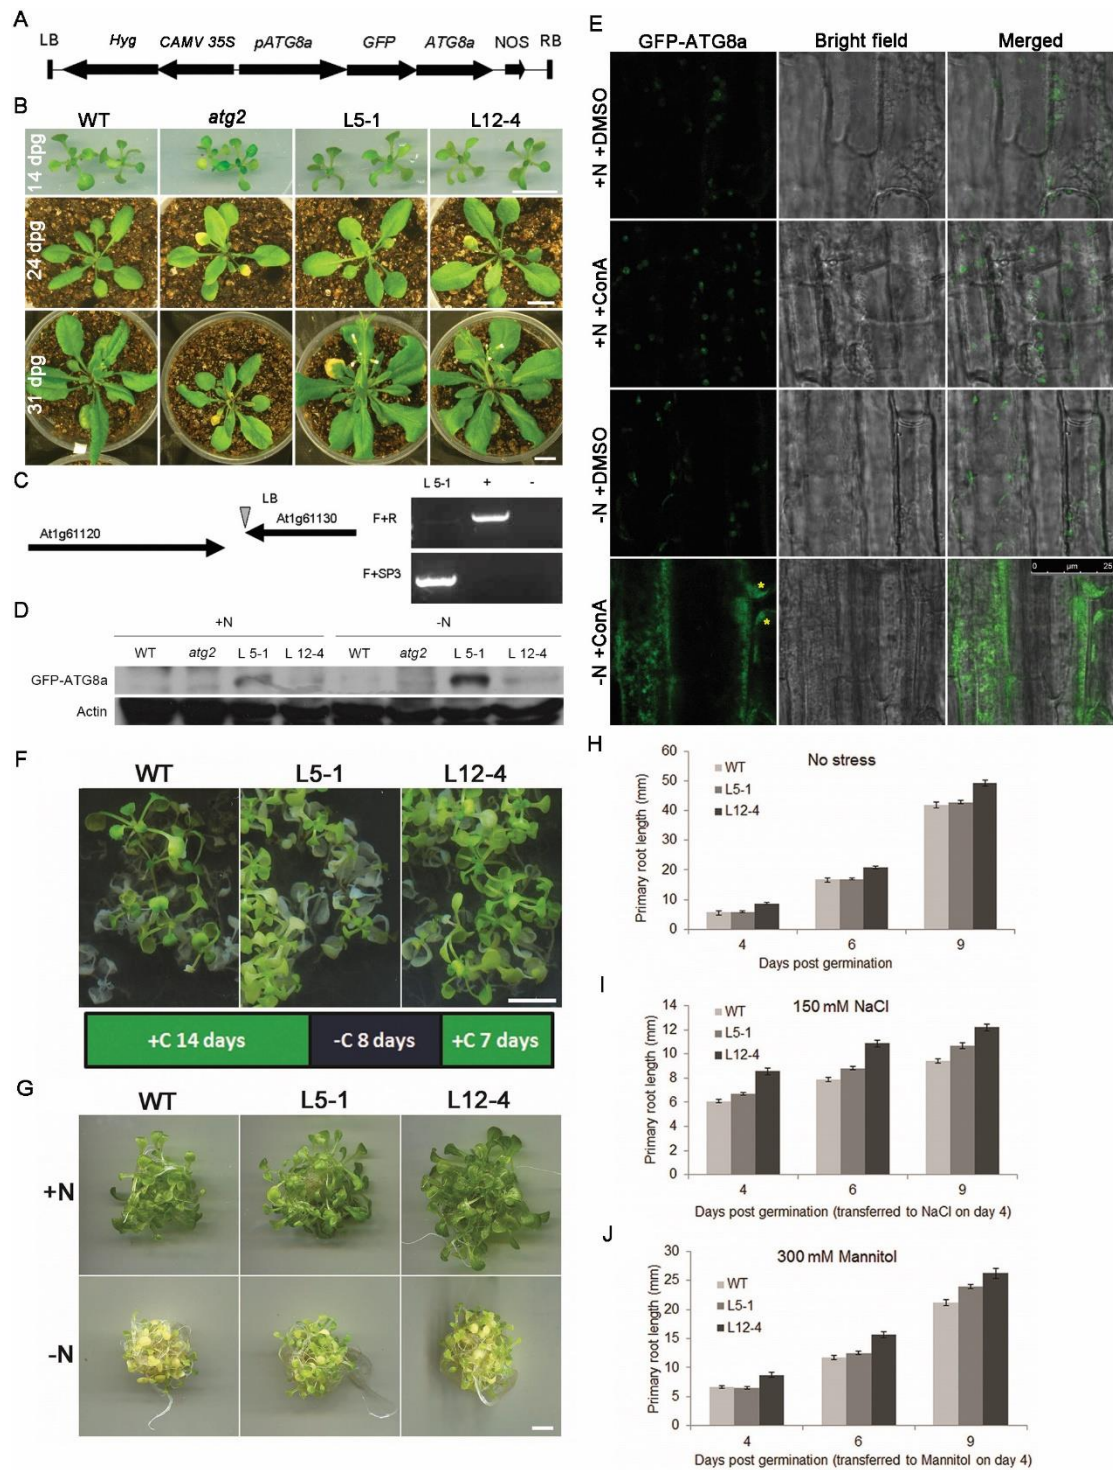 A
LB Hyg CAMV 35S pATG8a GFP ATG8a NOS RB
B
WT atg2 L5-1 L12-4
14 dpg
24 dpg
31 dpg
C
LB
At1g61120
At1g61130
L 5-1 + -
F+R
F+SP3
D
+N -N
WT atg2 L 5-1 L 12-4 WT atg2 L 5-1 L 12-4
GFP-ATG8a
Actin
E
GFP-ATG8a Bright field Merged
+N +DMSO
+N +ConA
-N +DMSO
-N +ConA
* *
0 µm 25
F
WT L5-1 L12-4
+C 14 days -C 8 days +C 7 days
G
WT L5-1 L12-4
+N
-N
H
No stress
WT
L5-1
L12-4
Primary root length (mm)
60
50
40
30
20
10
0
4 6 9
Days post germination
I
150 mM NaCl
WT
L5-1
L12-4
Primary root length (mm)
14
12
10
8
6
4
2
0
4 6 9
Days post germination (transferred to NaCl on day 4)
J
300 mM Mannitol
WT
L5-1
L12-4
Primary root length (mm)
30
25
20
15
10
5
0
4 6 9
Days post germination (transferred to Mannitol on day 4)